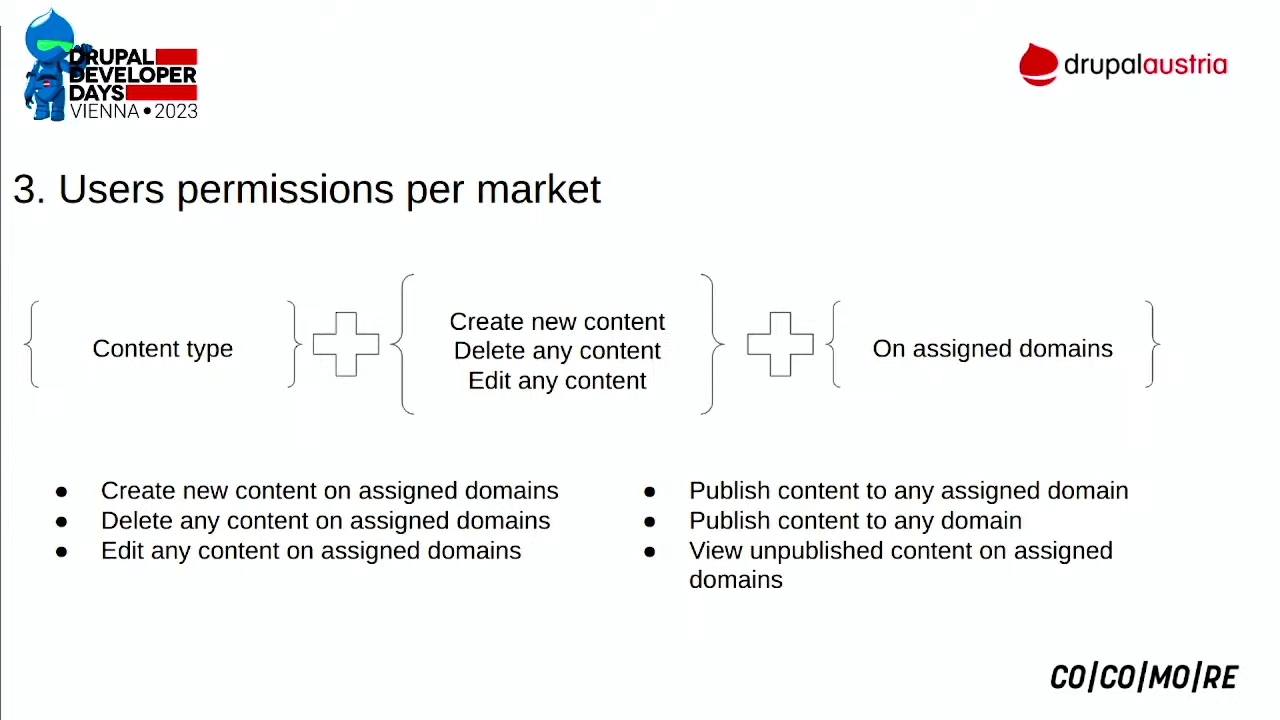 DRUPAL
DEVELOPER
DAYS
VIENNA • 2023
drupalaustria
3. Users permissions per market
Content type
Create new content
Delete any content
Edit any content
On assigned domains
● Create new content on assigned domains
● Delete any content on assigned domains
● Edit any content on assigned domains
● Publish content to any assigned domain
● Publish content to any domain
● View unpublished content on assigned
domains
CO|CO|MO|RE